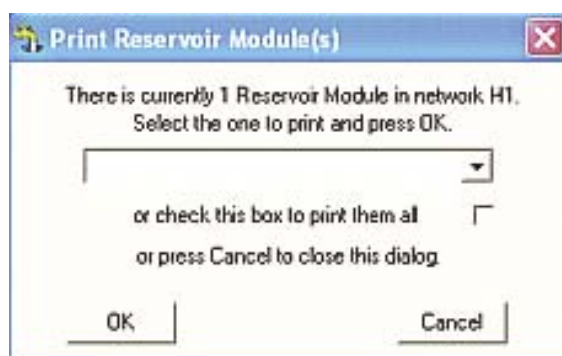 Print Reservoir Module(s)
There is currently 1 Reservoir Module in network H1.
Select the one to print and press OK.
or check this box to print them all
or press Cancel to close this dialog.
OK
Cancel